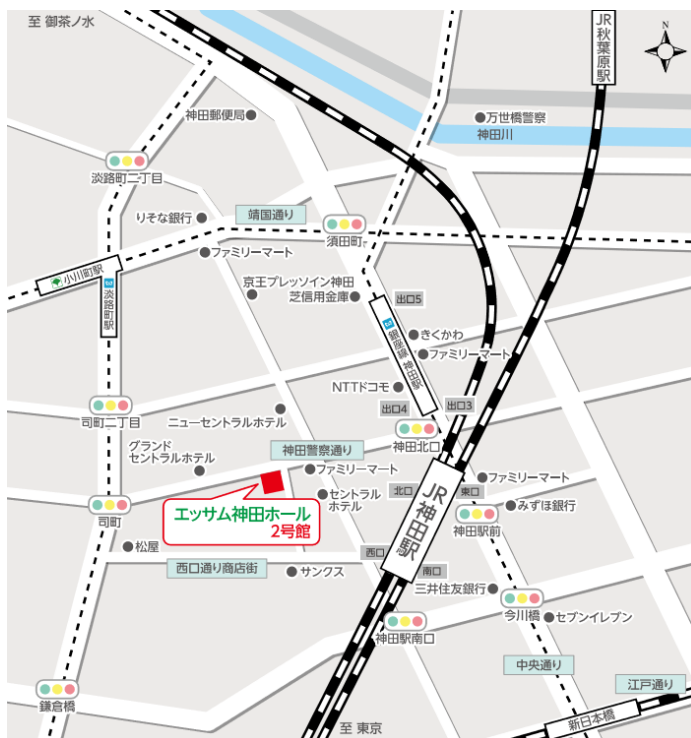 至 御茶ノ水
JR秋葉原駅
N
神田郵便局
万世橋警察
神田川
淡路町二丁目
りそな銀行
靖国通り
須田町
ファミリーマート
小川町駅
淡路町駅
京王プレッソイン神田
芝信用金庫
出口5
銀座線 神田駅
きくかわ
ファミリーマート
NTTドコモ
出口4
出口3
司町二丁目
ニューセントラルホテル
神田北口
グランド
セントラルホテル
神田警察通り
ファミリーマート
セントラル
ホテル
エッサム神田ホール
2号館
北口
JR神田駅
東口
ファミリーマート
みずほ銀行
神田駅前
司町
松屋
西口
西口通り商店街
サンクス
南口
三井住友銀行
今川橋
セブンイレブン
神田駅南口
中央通り
江戸通り
鎌倉橋
新日本橋
至 東京